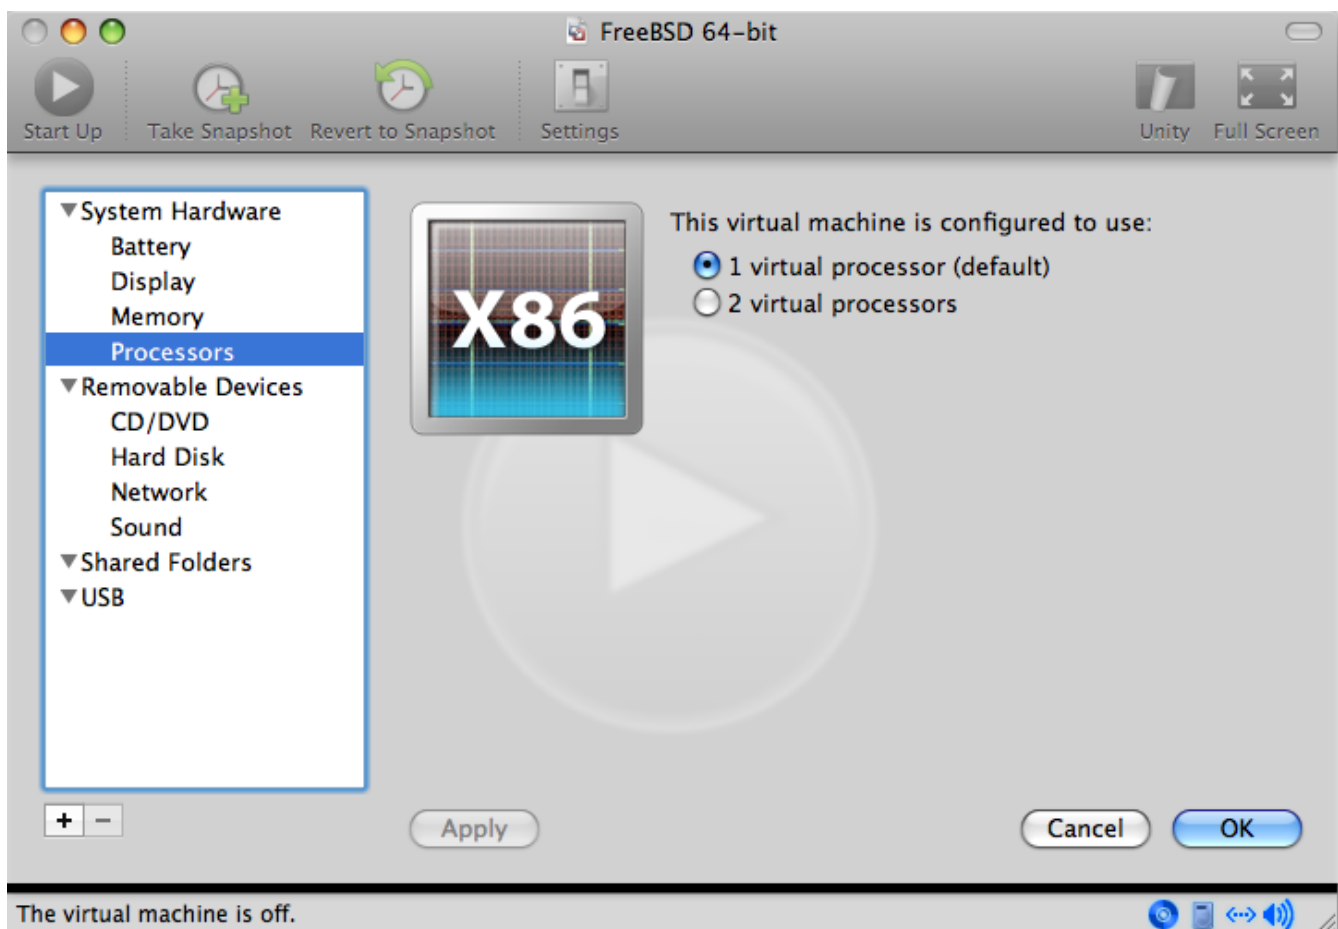 FreeBSD 64-bit
Start Up
Take Snapshot
Revert to Snapshot
Settings
Unity
Full Screen
System Hardware
Battery
Display
Memory
Processors
Removable Devices
CD/DVD
Hard Disk
Network
Sound
Shared Folders
USB
X86
This virtual machine is configured to use:
1 virtual processor (default)
2 virtual processors
+ −
Apply
Cancel
OK
The virtual machine is off.